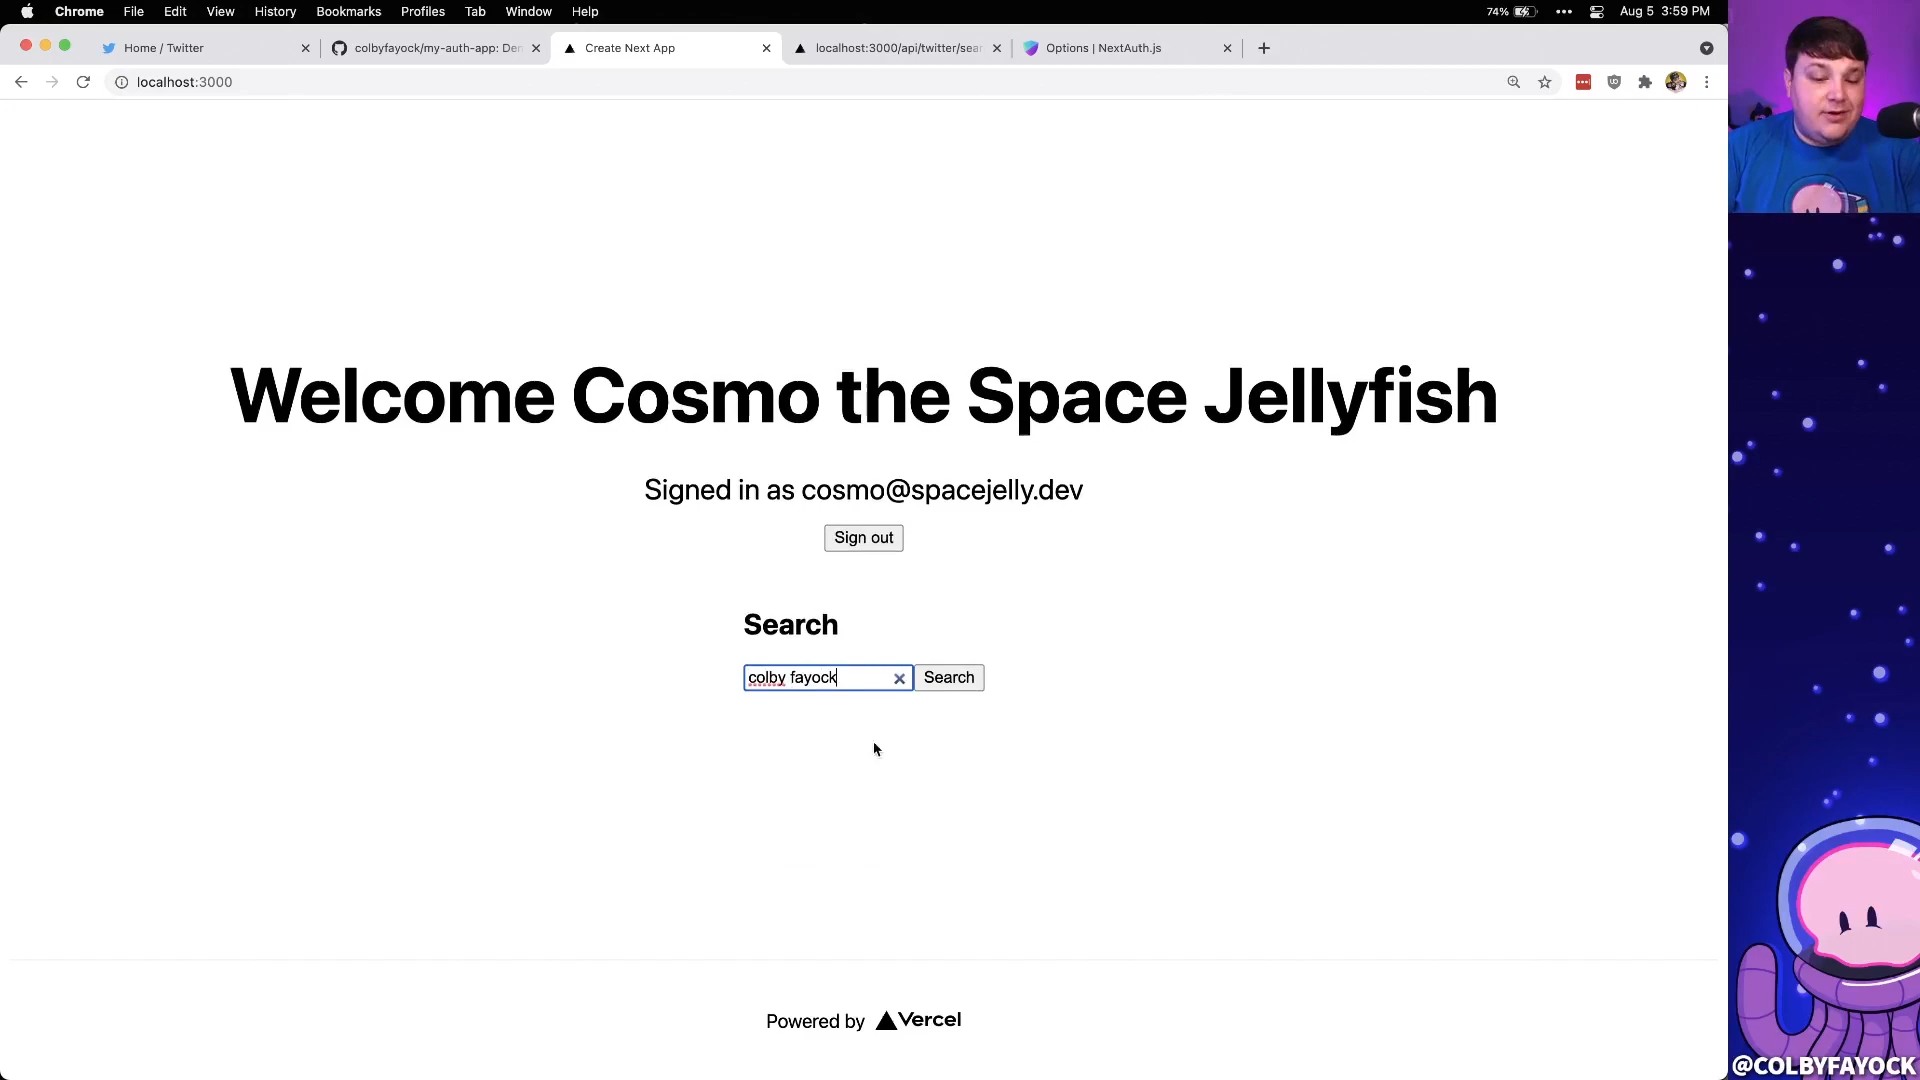 Chrome File Edit View History Bookmarks Profiles Tab Window Help 74% Aug 5 3:59 PM
Home / Twitter colbyfayock/my-auth-app: Den Create Next App localhost:3000/api/twitter/sear Options | NextAuth.js
localhost:3000
Welcome Cosmo the Space Jellyfish
Signed in as cosmo@spacejelly.dev
Sign out
Search
colby fayock Search
Powered by Vercel
@COLBYFAYOCK